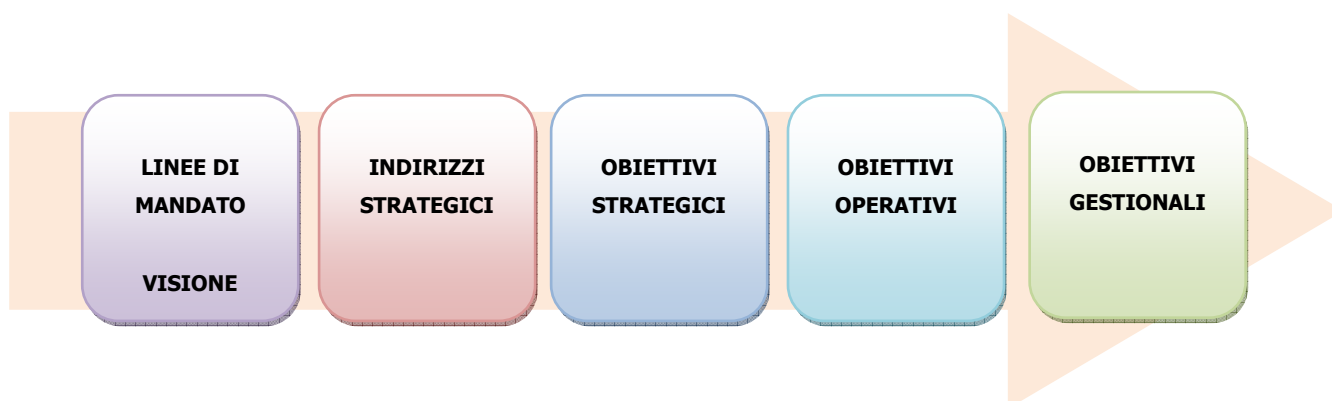 LINEE DI
MANDATO
VISIONE
INDIRIZZI
STRATEGICI
OBIETTIVI
STRATEGICI
OBIETTIVI
OPERATIVI
OBIETTIVI
GESTIONALI